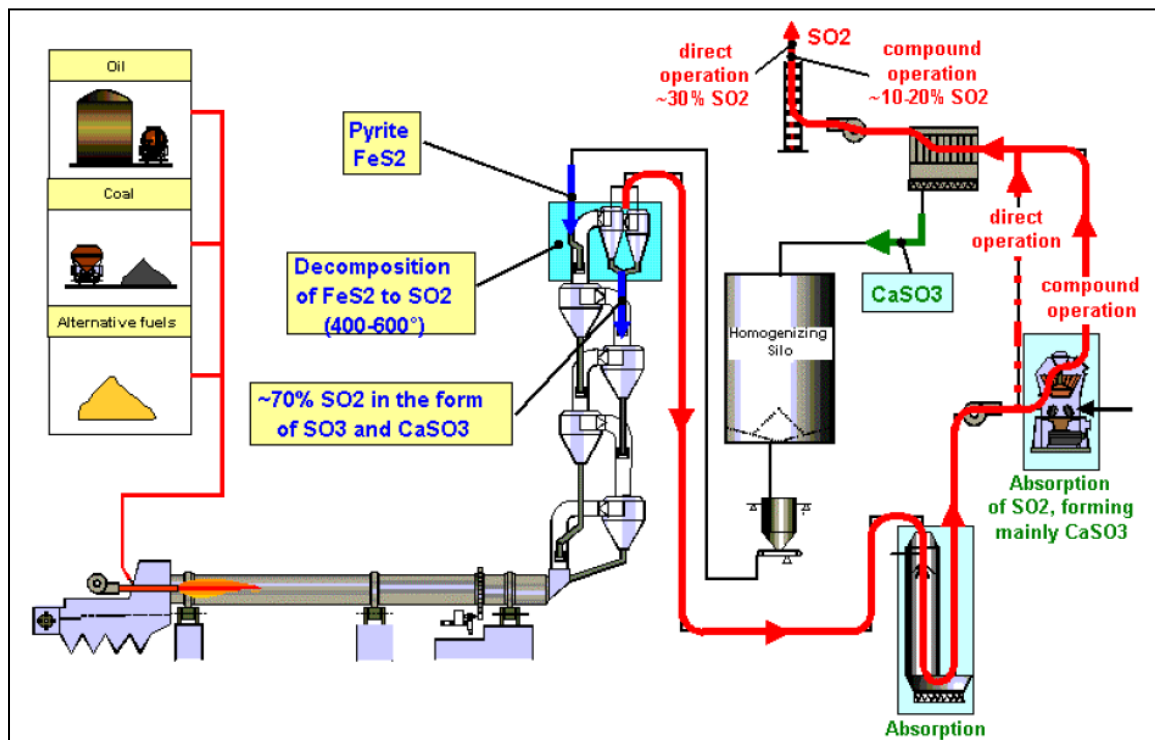 Oil
Coal
Alternative fuels
Pyrite
FeS2
Decomposition
of FeS2 to SO2
(400-600°)
~70% SO2 in the form
of SO3 and CaSO3
SO2
direct
operation
~30% SO2
compound
operation
~10-20% SO2
CaSO3
Homogenizing
Silo
direct
operation
compound
operation
Absorption
of SO2, forming
mainly CaSO3
Absorption